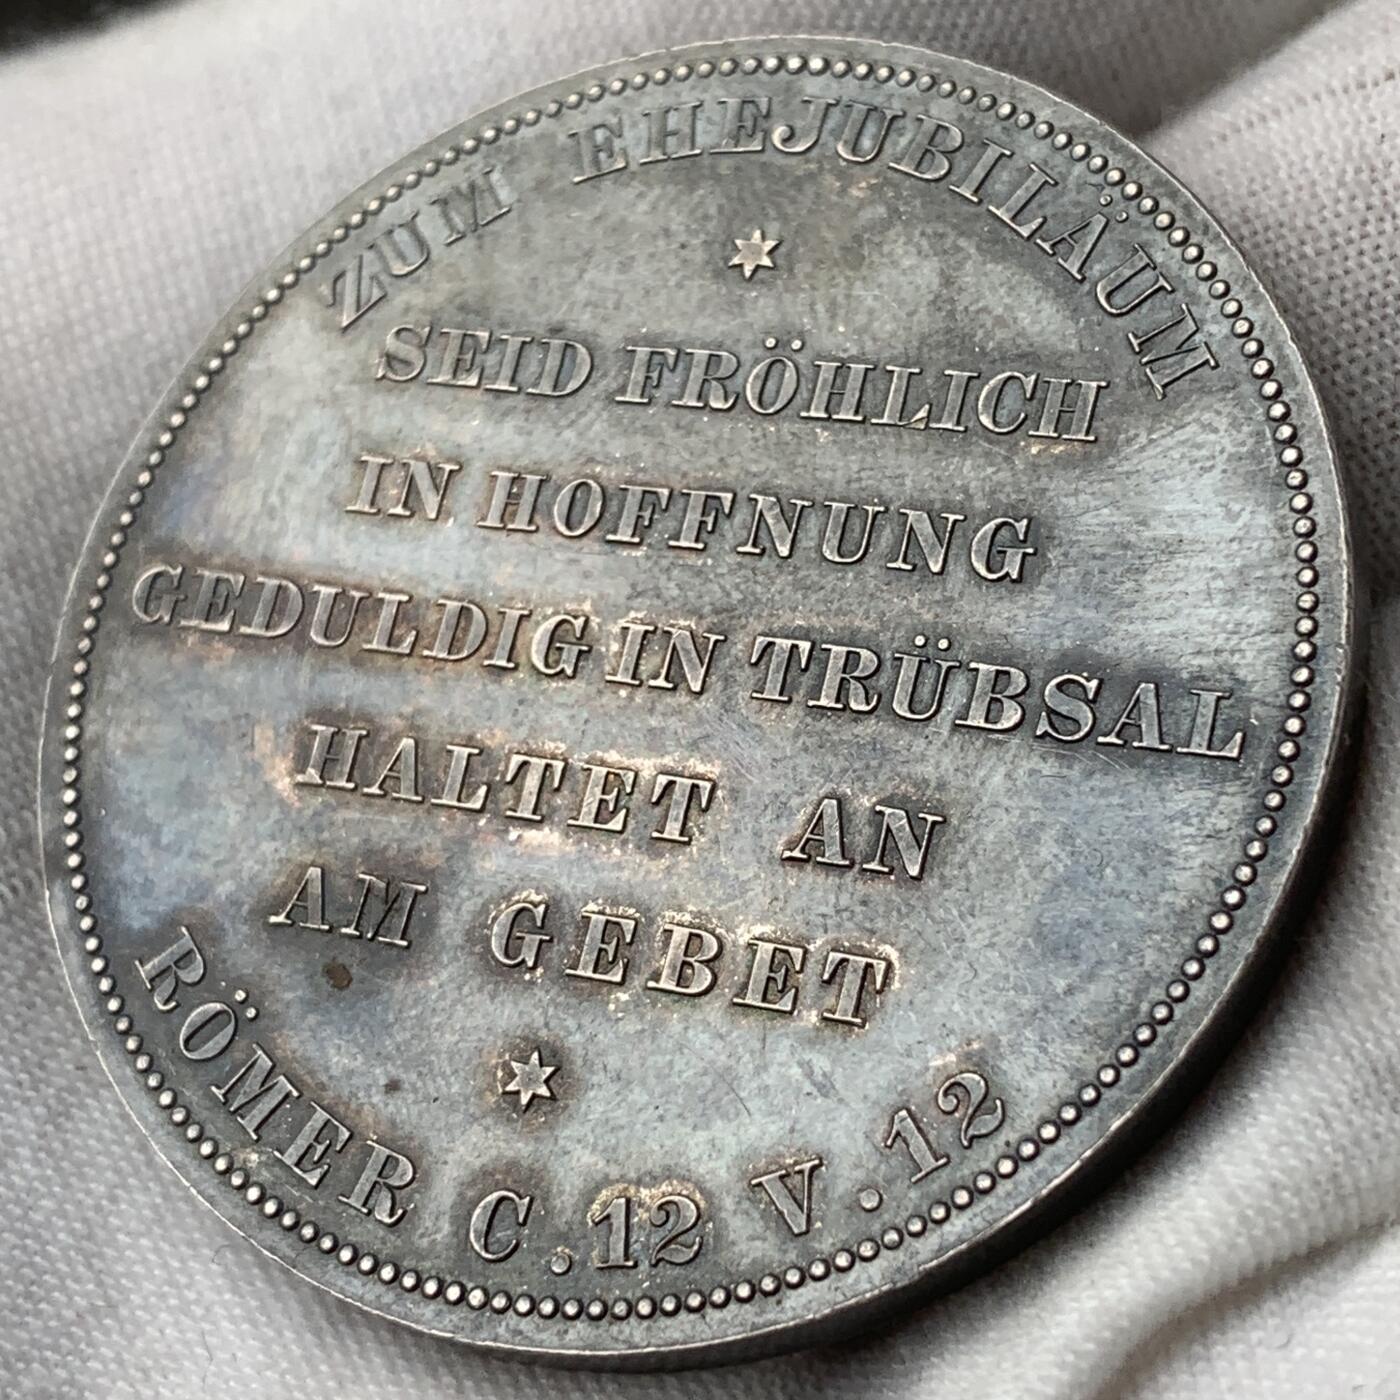 ZUM EHEJUBILÄUM
SEID FRÖHLICH
IN HOFFNUNG
GEDULDIG IN TRÜBSAL
HALTET AN
AM GEBET
RÖMER C.12 V.12